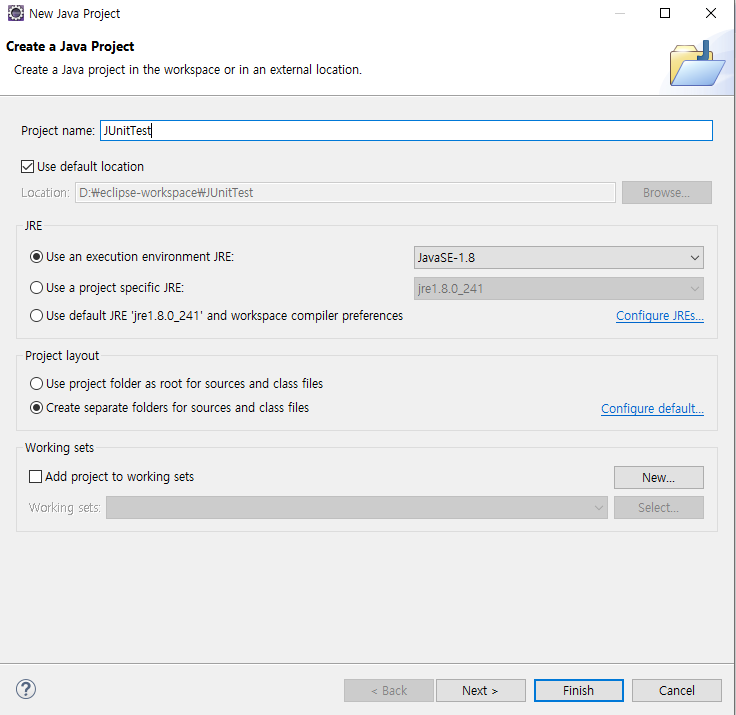 New Java Project
Create a Java Project
Create a Java project in the workspace or in an external location.
Project name: JUnitTest
Use default location
Location: D:₩eclipse-workspace₩JUnitTest Browse...
JRE
Use an execution environment JRE: JavaSE-1.8
Use a project specific JRE: jre1.8.0_241
Use default JRE 'jre1.8.0_241' and workspace compiler preferences Configure JREs...
Project layout
Use project folder as root for sources and class files
Create separate folders for sources and class files Configure default...
Working sets
Add project to working sets New...
Working sets: Select...
? < Back Next > Finish Cancel